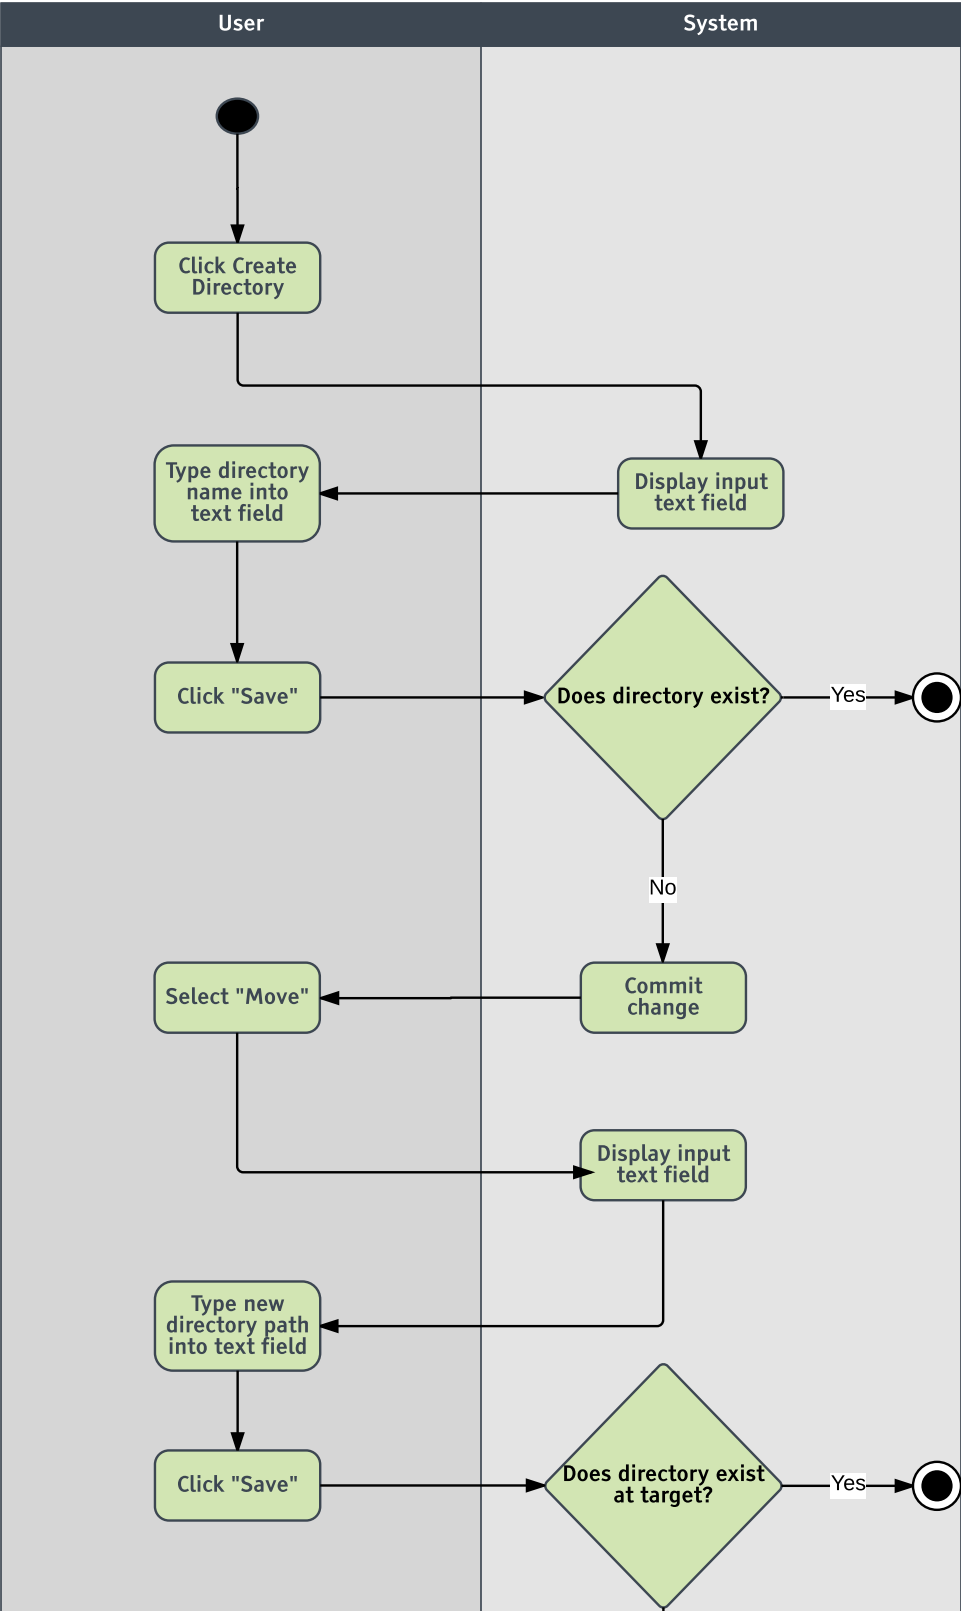 User
System
Click Create
Directory
Type directory
name into
text field
Display input
text field
Click "Save"
Does directory exist?
Yes
No
Select "Move"
Commit
change
Display input
text field
Type new
directory path
into text field
Click "Save"
Does directory exist
at target?
Yes